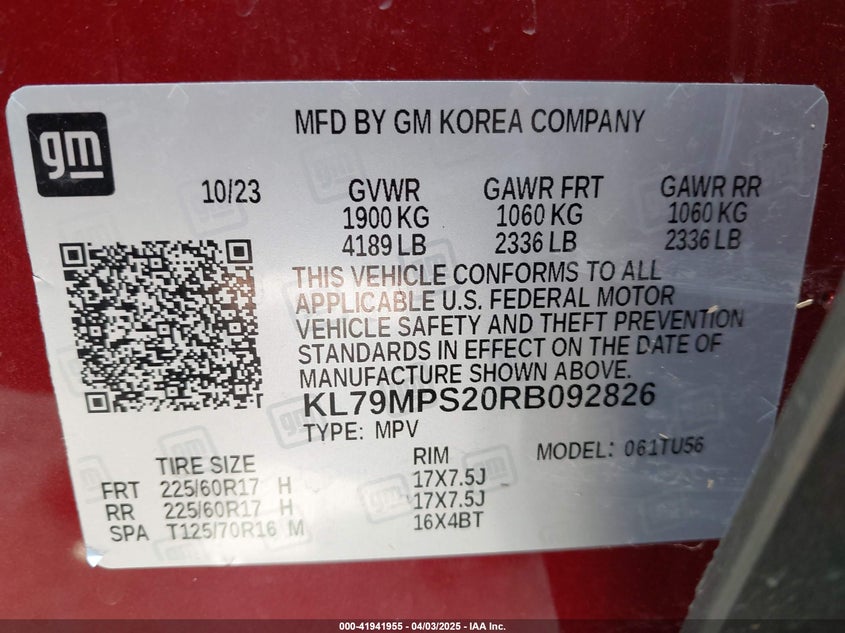 gm
MFD BY GM KOREA COMPANY
10/23
GVWR GAWR FRT GAWR RR
1900 KG 1060 KG 1060 KG
4189 LB 2336 LB 2336 LB
THIS VEHICLE CONFORMS TO ALL
APPLICABLE U.S. FEDERAL MOTOR
VEHICLE SAFETY AND THEFT PREVENTION
STANDARDS IN EFFECT ON THE DATE OF
MANUFACTURE SHOWN ABOVE.
KL79MPS20RB092826
TYPE: MPV MODEL: 061TU56
TIRE SIZE RIM
FRT 225/60R17 H 17X7.5J
RR 225/60R17 H 17X7.5J
SPA T125/70R16 M 16X4BT
000-41941955 - 04/03/2025 - IAA Inc.